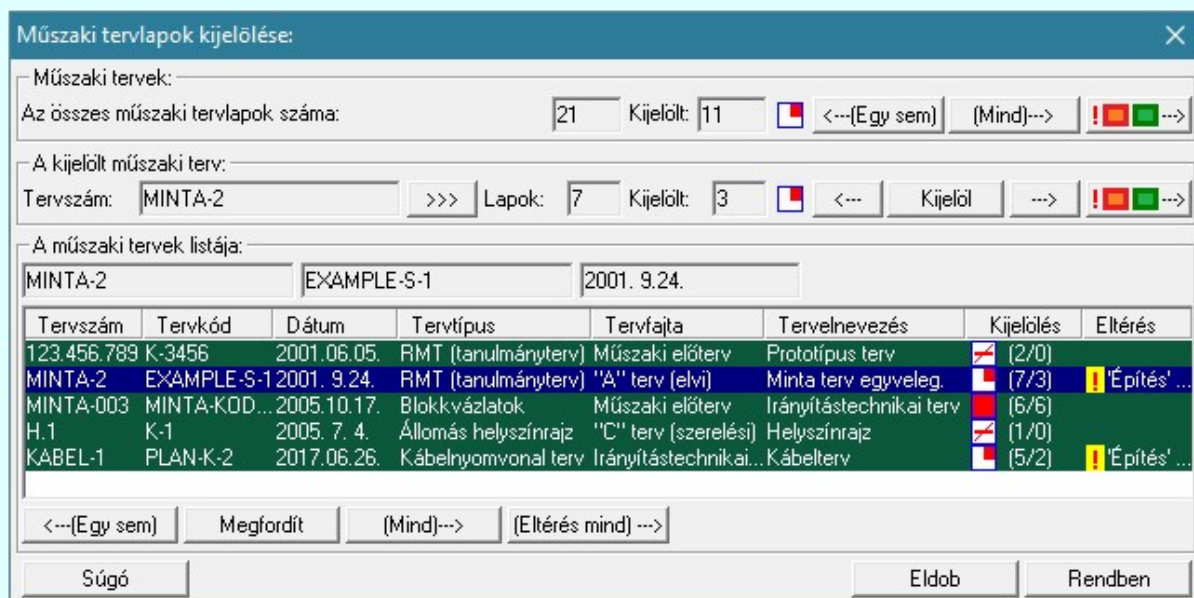 Műszaki tervlapok kijelölése:
Műszaki tervek:
Az összes műszaki tervlapok száma: 21 Kijelölt: 11 <---(Egy sem) (Mind)---> ! --->
A kijelölt műszaki terv:
Tervszám: MINTA-2 >>> Lapok: 7 Kijelölt: 3 <--- Kijelöl ---> ! --->
A műszaki tervek listája:
MINTA-2 EXAMPLE-S-1 2001. 9.24.
Tervszám Tervkód Dátum Tervtípus Tervfajta Tervelnevezés Kijelölés Eltérés
123.456.789 K-3456 2001.06.05. RMT (tanulmányterv) Műszaki előterv Prototípus terv (2/0)
MINTA-2 EXAMPLE-S-1 2001. 9.24. RMT (tanulmányterv) "A" terv (elvi) Minta terv egyveleg. (7/3) ! 'Építés' ...
MINTA-003 MINTA-KOD... 2005.10.17. Blokkvázlatok Műszaki előterv Irányítástechnikai terv (6/6)
H.1 K-1 2005. 7. 4. Állomás helyszínrajz "C" terv (szerelési) Helyszínrajz (1/0)
KABEL-1 PLAN-K-2 2017.06.26. Kábelnyomvonal terv Irányítástechnikai... Kábelterv (5/2) ! 'Építés' ...
<---(Egy sem) Megfordít (Mind)---> (Eltérés mind) --->
Súgó Eldob Rendben